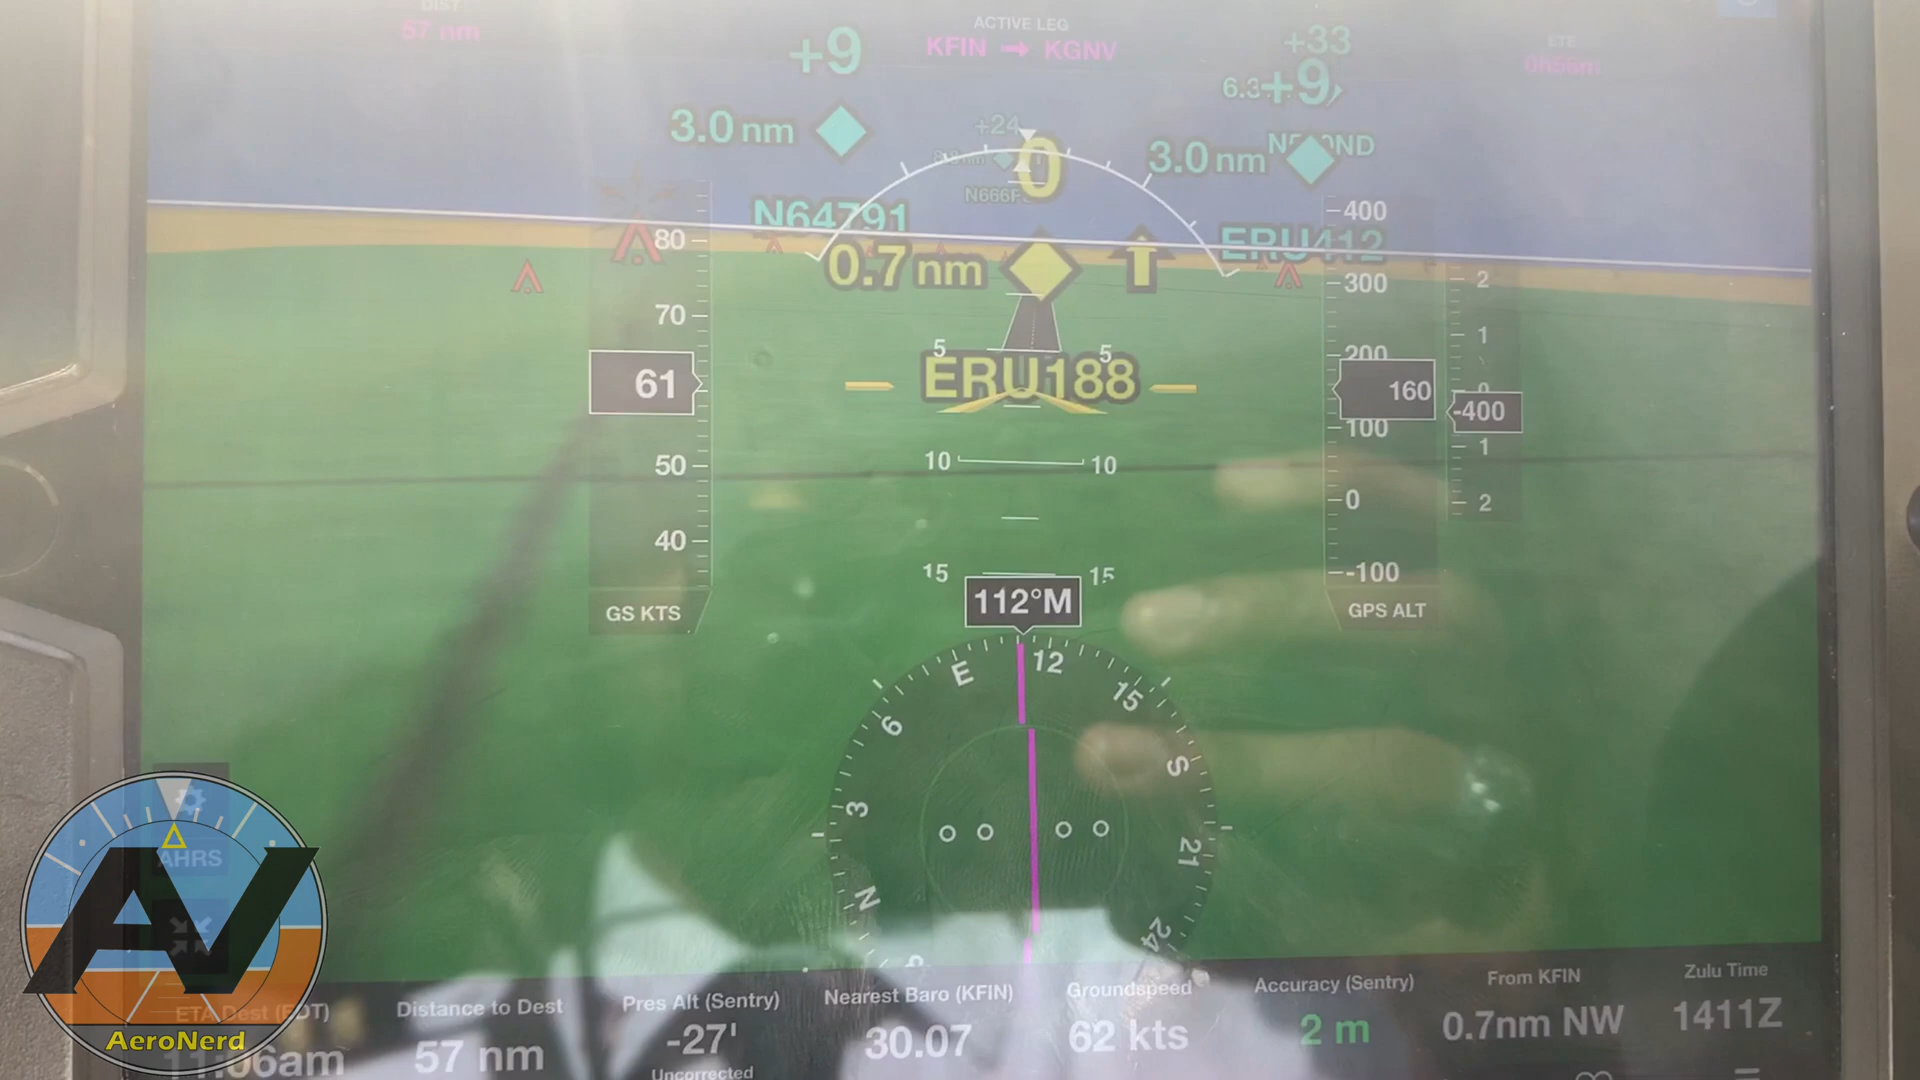 DIST
57 nm
ACTIVE LEG
KFIN → KGNV
ETE
0h56m
+9
+33
6.3
+9
3.0 nm
+24
3.0 nm
0
N64791
ERU412
0.7 nm
ERU188
80
70
61
50
40
GS KTS
5 5
10 10
15 15
400
300
200
160
100
0
-100
GPS ALT
2
1
0
-400
1
2
112°M
N 3 6 E 12 15 S 21 24
AHRS
AV
AeroNerd
ETA Dest (EDT)
11:06am
Distance to Dest
57 nm
Pres Alt (Sentry)
-27'
Uncorrected
Nearest Baro (KFIN)
30.07
Groundspeed
62 kts
Accuracy (Sentry)
2 m
From KFIN
0.7nm NW
Zulu Time
1411Z